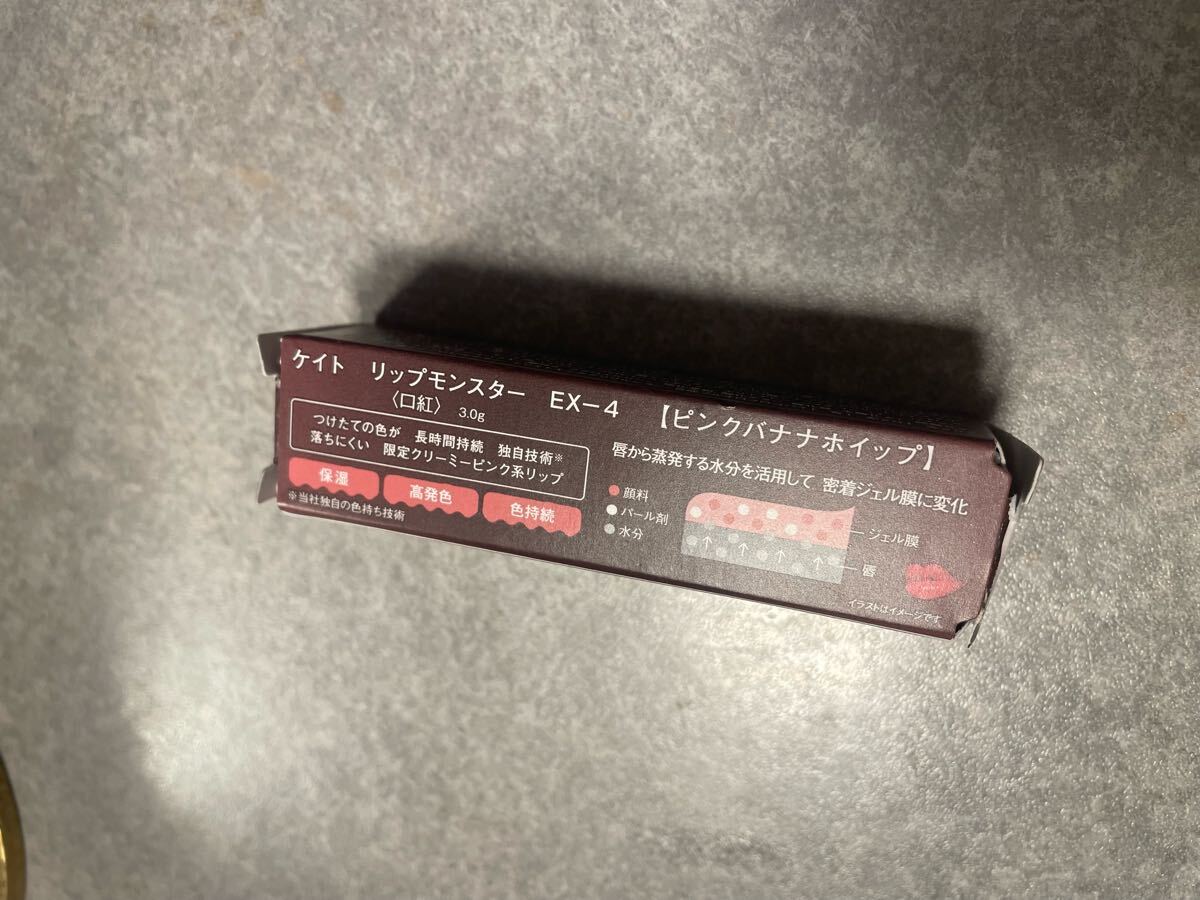 ケイト リップモンスター EX-4 【ピンクバナナホイップ】
〈口紅〉 3.0g
つけたての色が 長時間持続 独自技術※
落ちにくい 限定クリーミーピンク系リップ
保湿 高発色 色持続
※当社独自の色持ち技術
唇から蒸発する水分を活用して 密着ジェル膜に変化
●顔料
●パール剤
●水分
ジェル膜
唇
イラストはイメージです